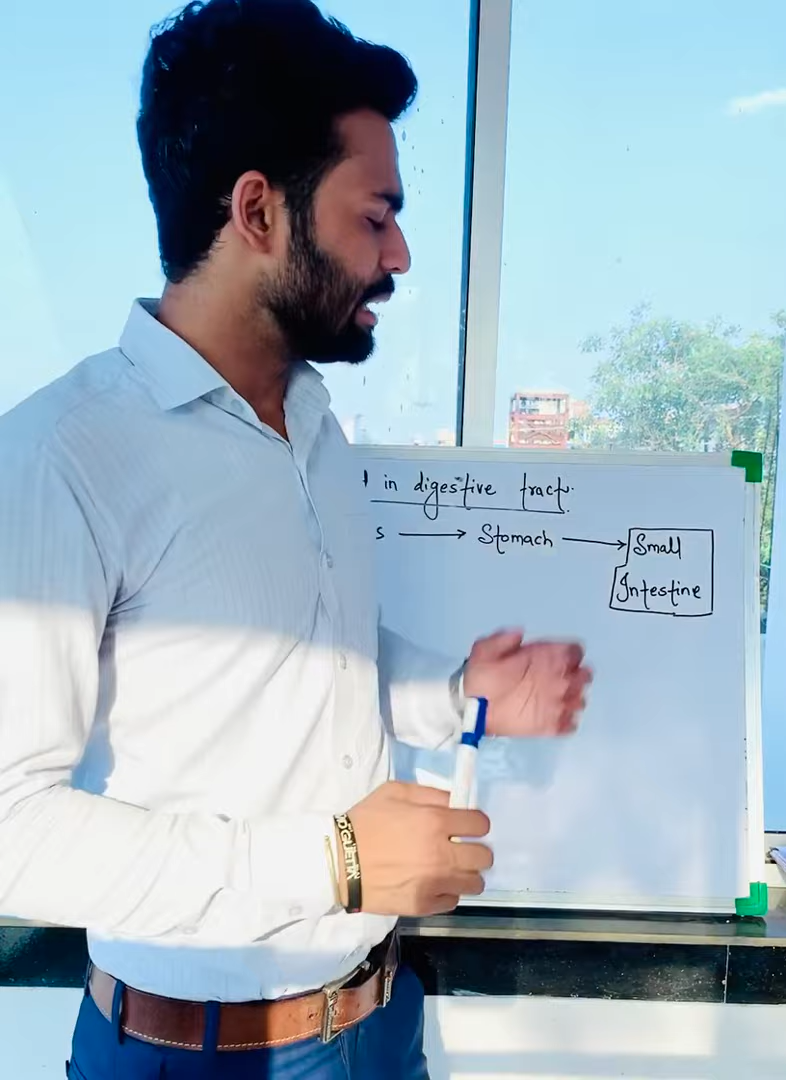 in digestive tract.
s → Stomach → Small
Intestine